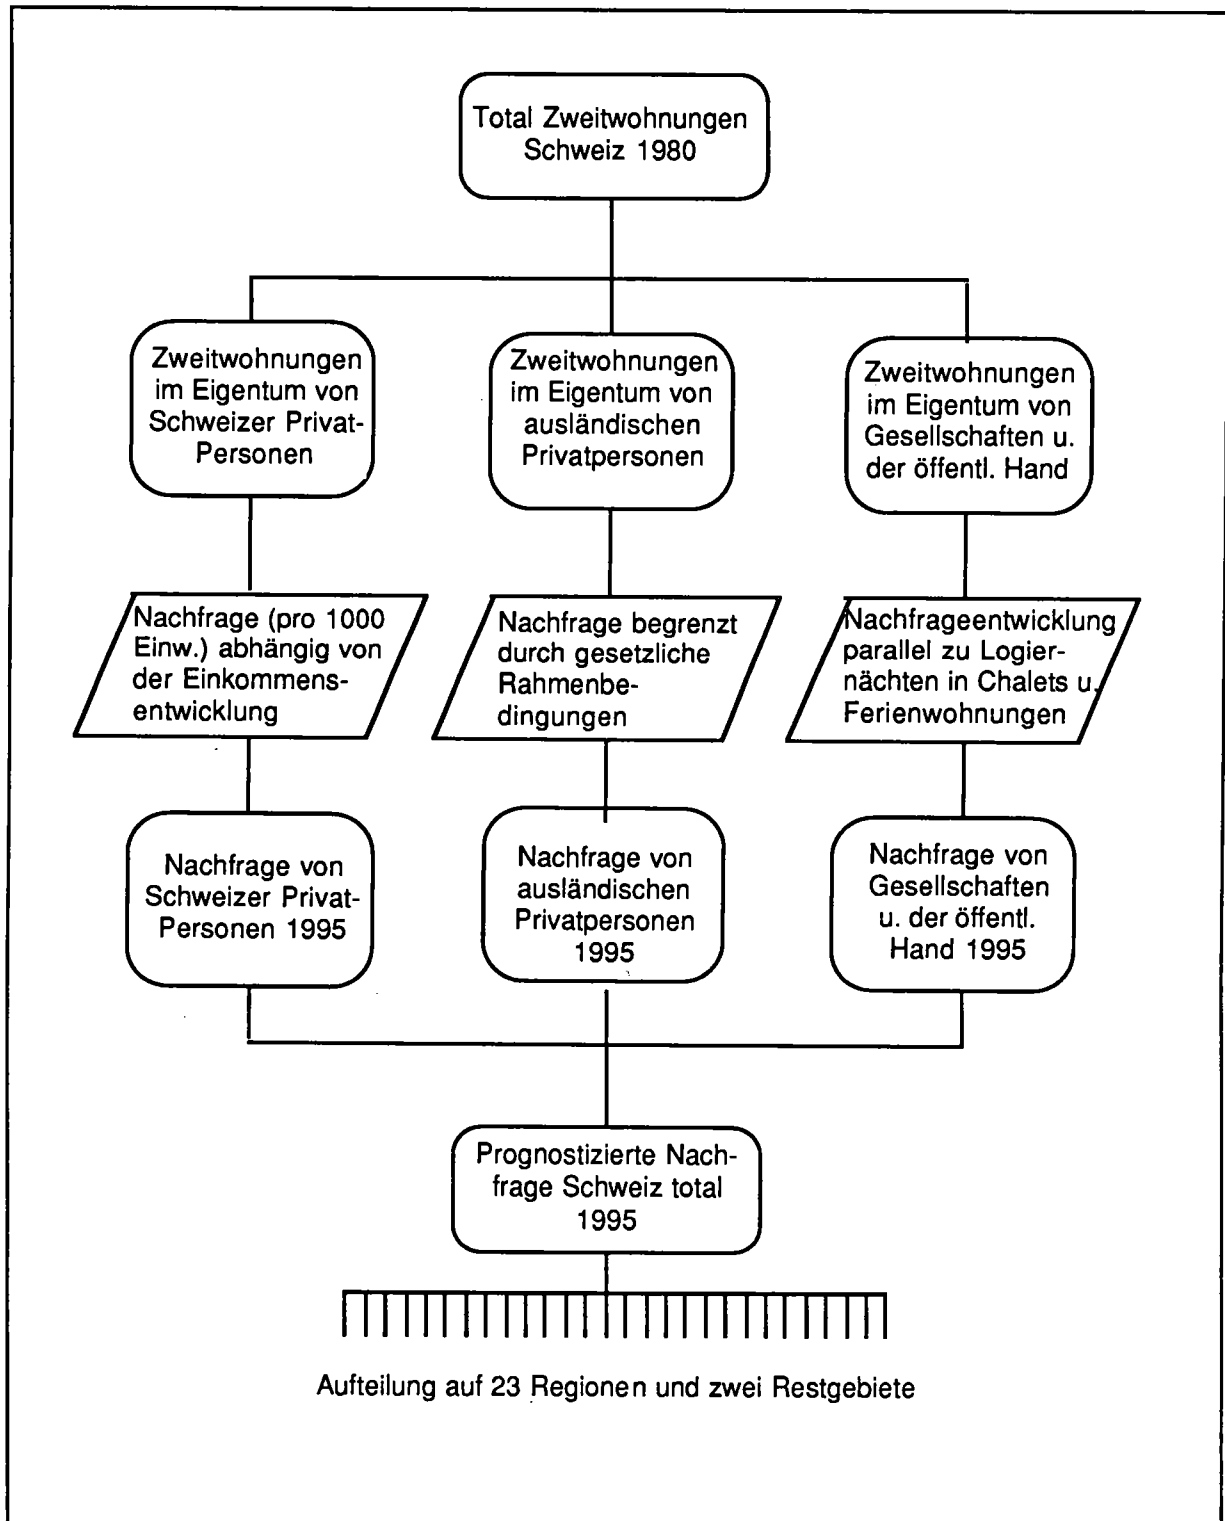 Total Zweitwohnungen
Schweiz 1980
Zweitwohnungen
im Eigentum von
Schweizer Privat-
Personen
Zweitwohnungen
im Eigentum von
ausländischen
Privatpersonen
Zweitwohnungen
im Eigentum von
Gesellschaften u.
der öffentl. Hand
Nachfrage (pro 1000
Einw.) abhängig von
der Einkommens-
entwicklung
Nachfrage begrenzt
durch gesetzliche
Rahmenbe-
dingungen
Nachfrageentwicklung
parallel zu Logier-
nächten in Chalets u.
Ferienwohnungen
Nachfrage von
Schweizer Privat-
Personen 1995
Nachfrage von
ausländischen
Privatpersonen
1995
Nachfrage von
Gesellschaften
u. der öffentl.
Hand 1995
Prognostizierte Nach-
frage Schweiz total
1995
Aufteilung auf 23 Regionen und zwei Restgebiete